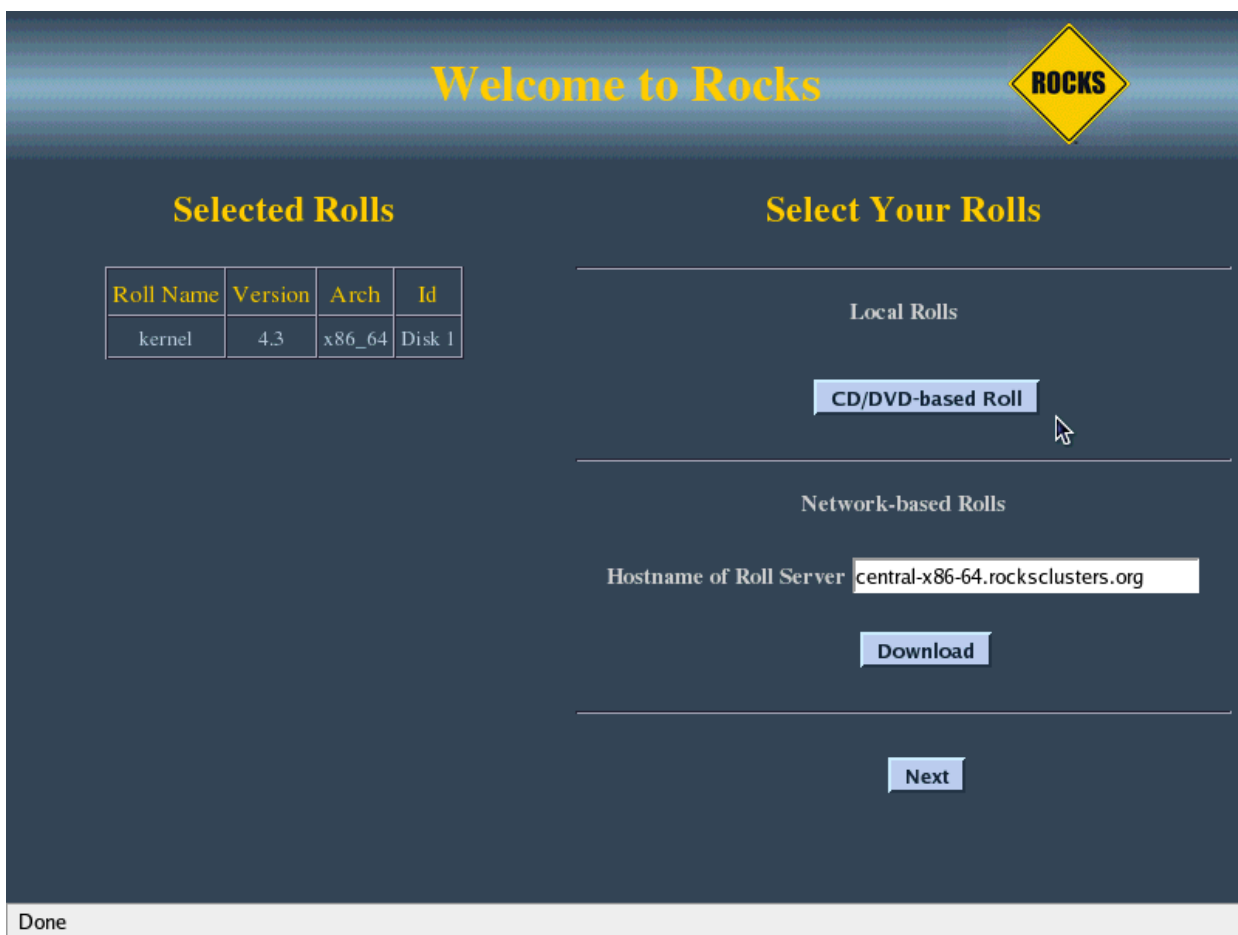 Welcome to Rocks
ROCKS
Selected Rolls
Roll Name Version Arch Id
kernel 4.3 x86_64 Disk 1
Select Your Rolls
Local Rolls
CD/DVD-based Roll
Network-based Rolls
Hostname of Roll Server central-x86-64.rocksclusters.org
Download
Next
Done